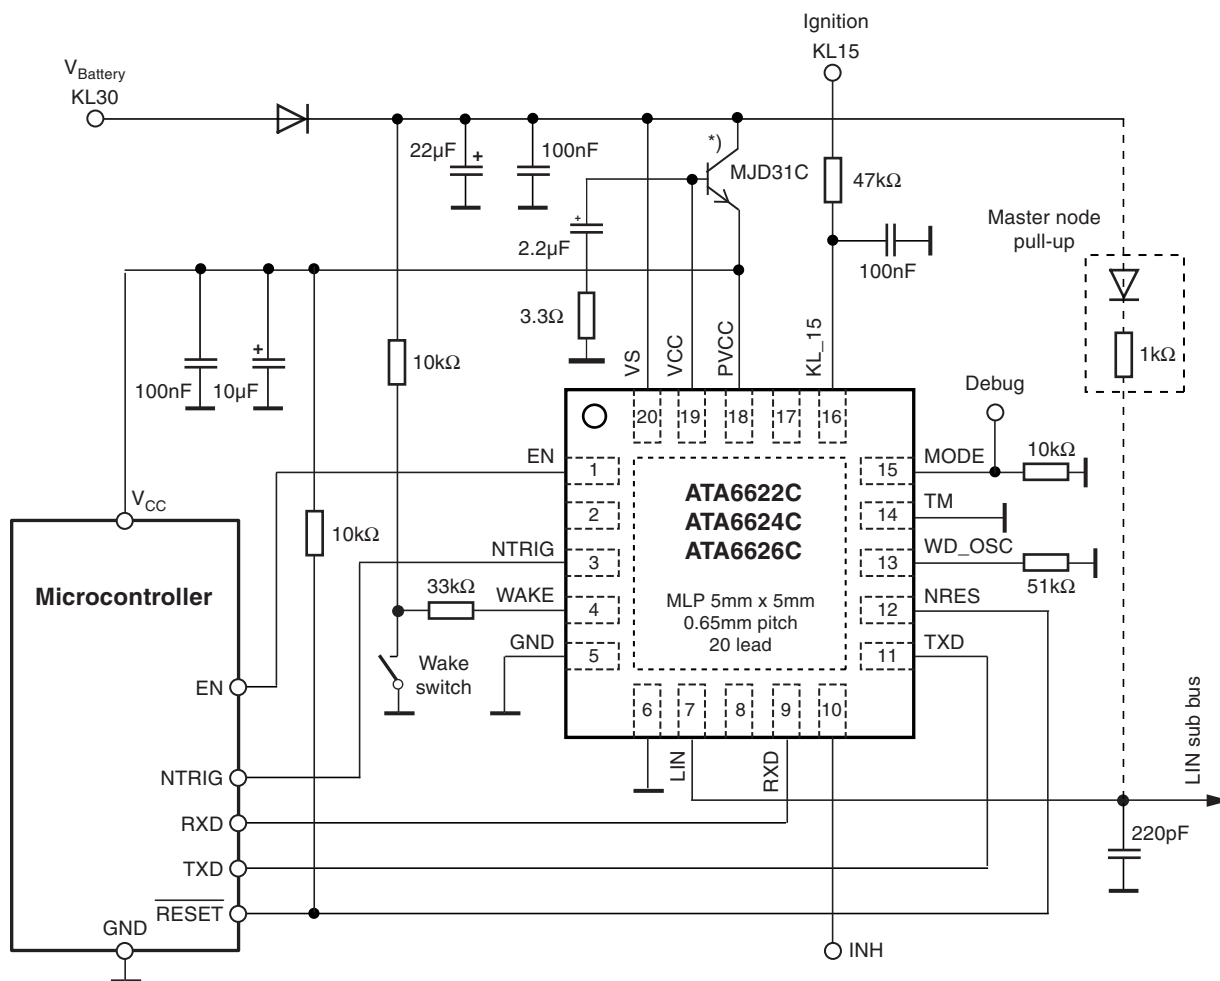 Ignition
KL15
V_Battery
KL30
22µF
+
100nF
*)
MJD31C
47kΩ
+
2.2µF
100nF
Master node
pull-up
3.3Ω
10kΩ
1kΩ
100nF
+
10µF
VS
VCC
PVCC
KL_15
Debug
20
19
18
17
16
EN
1
15
MODE
10kΩ
2
14
TM
NTRIG
3
13
WD_OSC
51kΩ
WAKE
33kΩ
4
12
NRES
GND
5
11
TXD
ATA6622C
ATA6624C
ATA6626C
MLP 5mm x 5mm
0.65mm pitch
20 lead
6
7
8
9
10
LIN
RXD
V_CC
10kΩ
Microcontroller
Wake
switch
EN
NTRIG
RXD
TXD
RESET
GND
INH
LIN sub bus
220pF